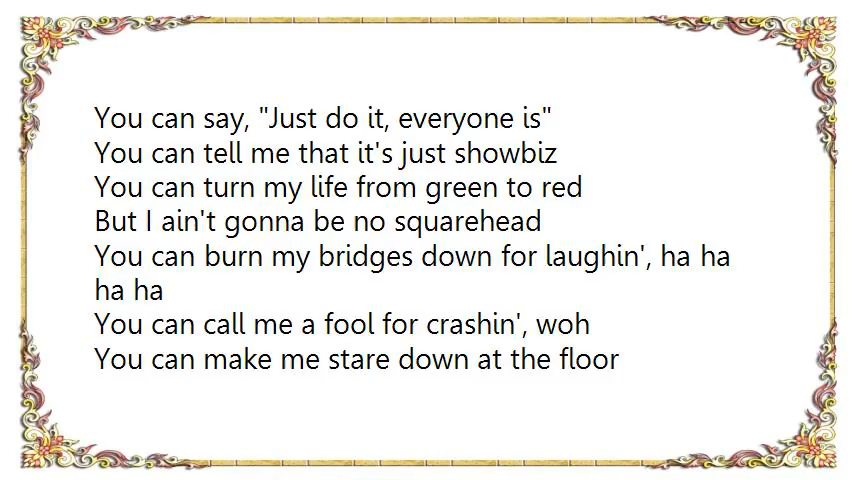 You can say, "Just do it, everyone is"
You can tell me that it's just showbiz
You can turn my life from green to red
But I ain't gonna be no squarehead
You can burn my bridges down for laughin', ha ha
ha ha
You can call me a fool for crashin', woh
You can make me stare down at the floor